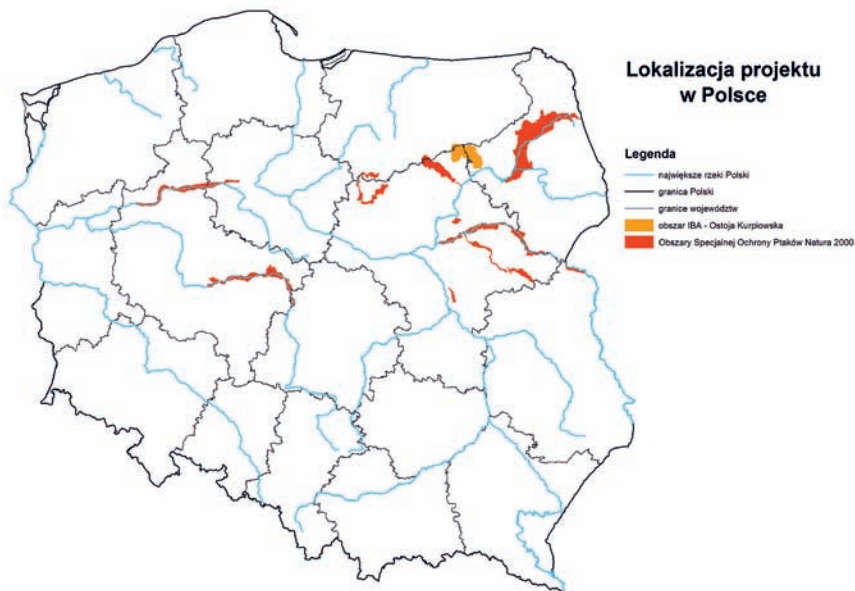 Lokalizacja projektu
w Polsce
Legenda
największe rzeki Polski
granica Polski
granice województw
obszar IBA - Ostoja Kurpiowska
Obszary Specjalnej Ochrony Ptaków Natura 2000